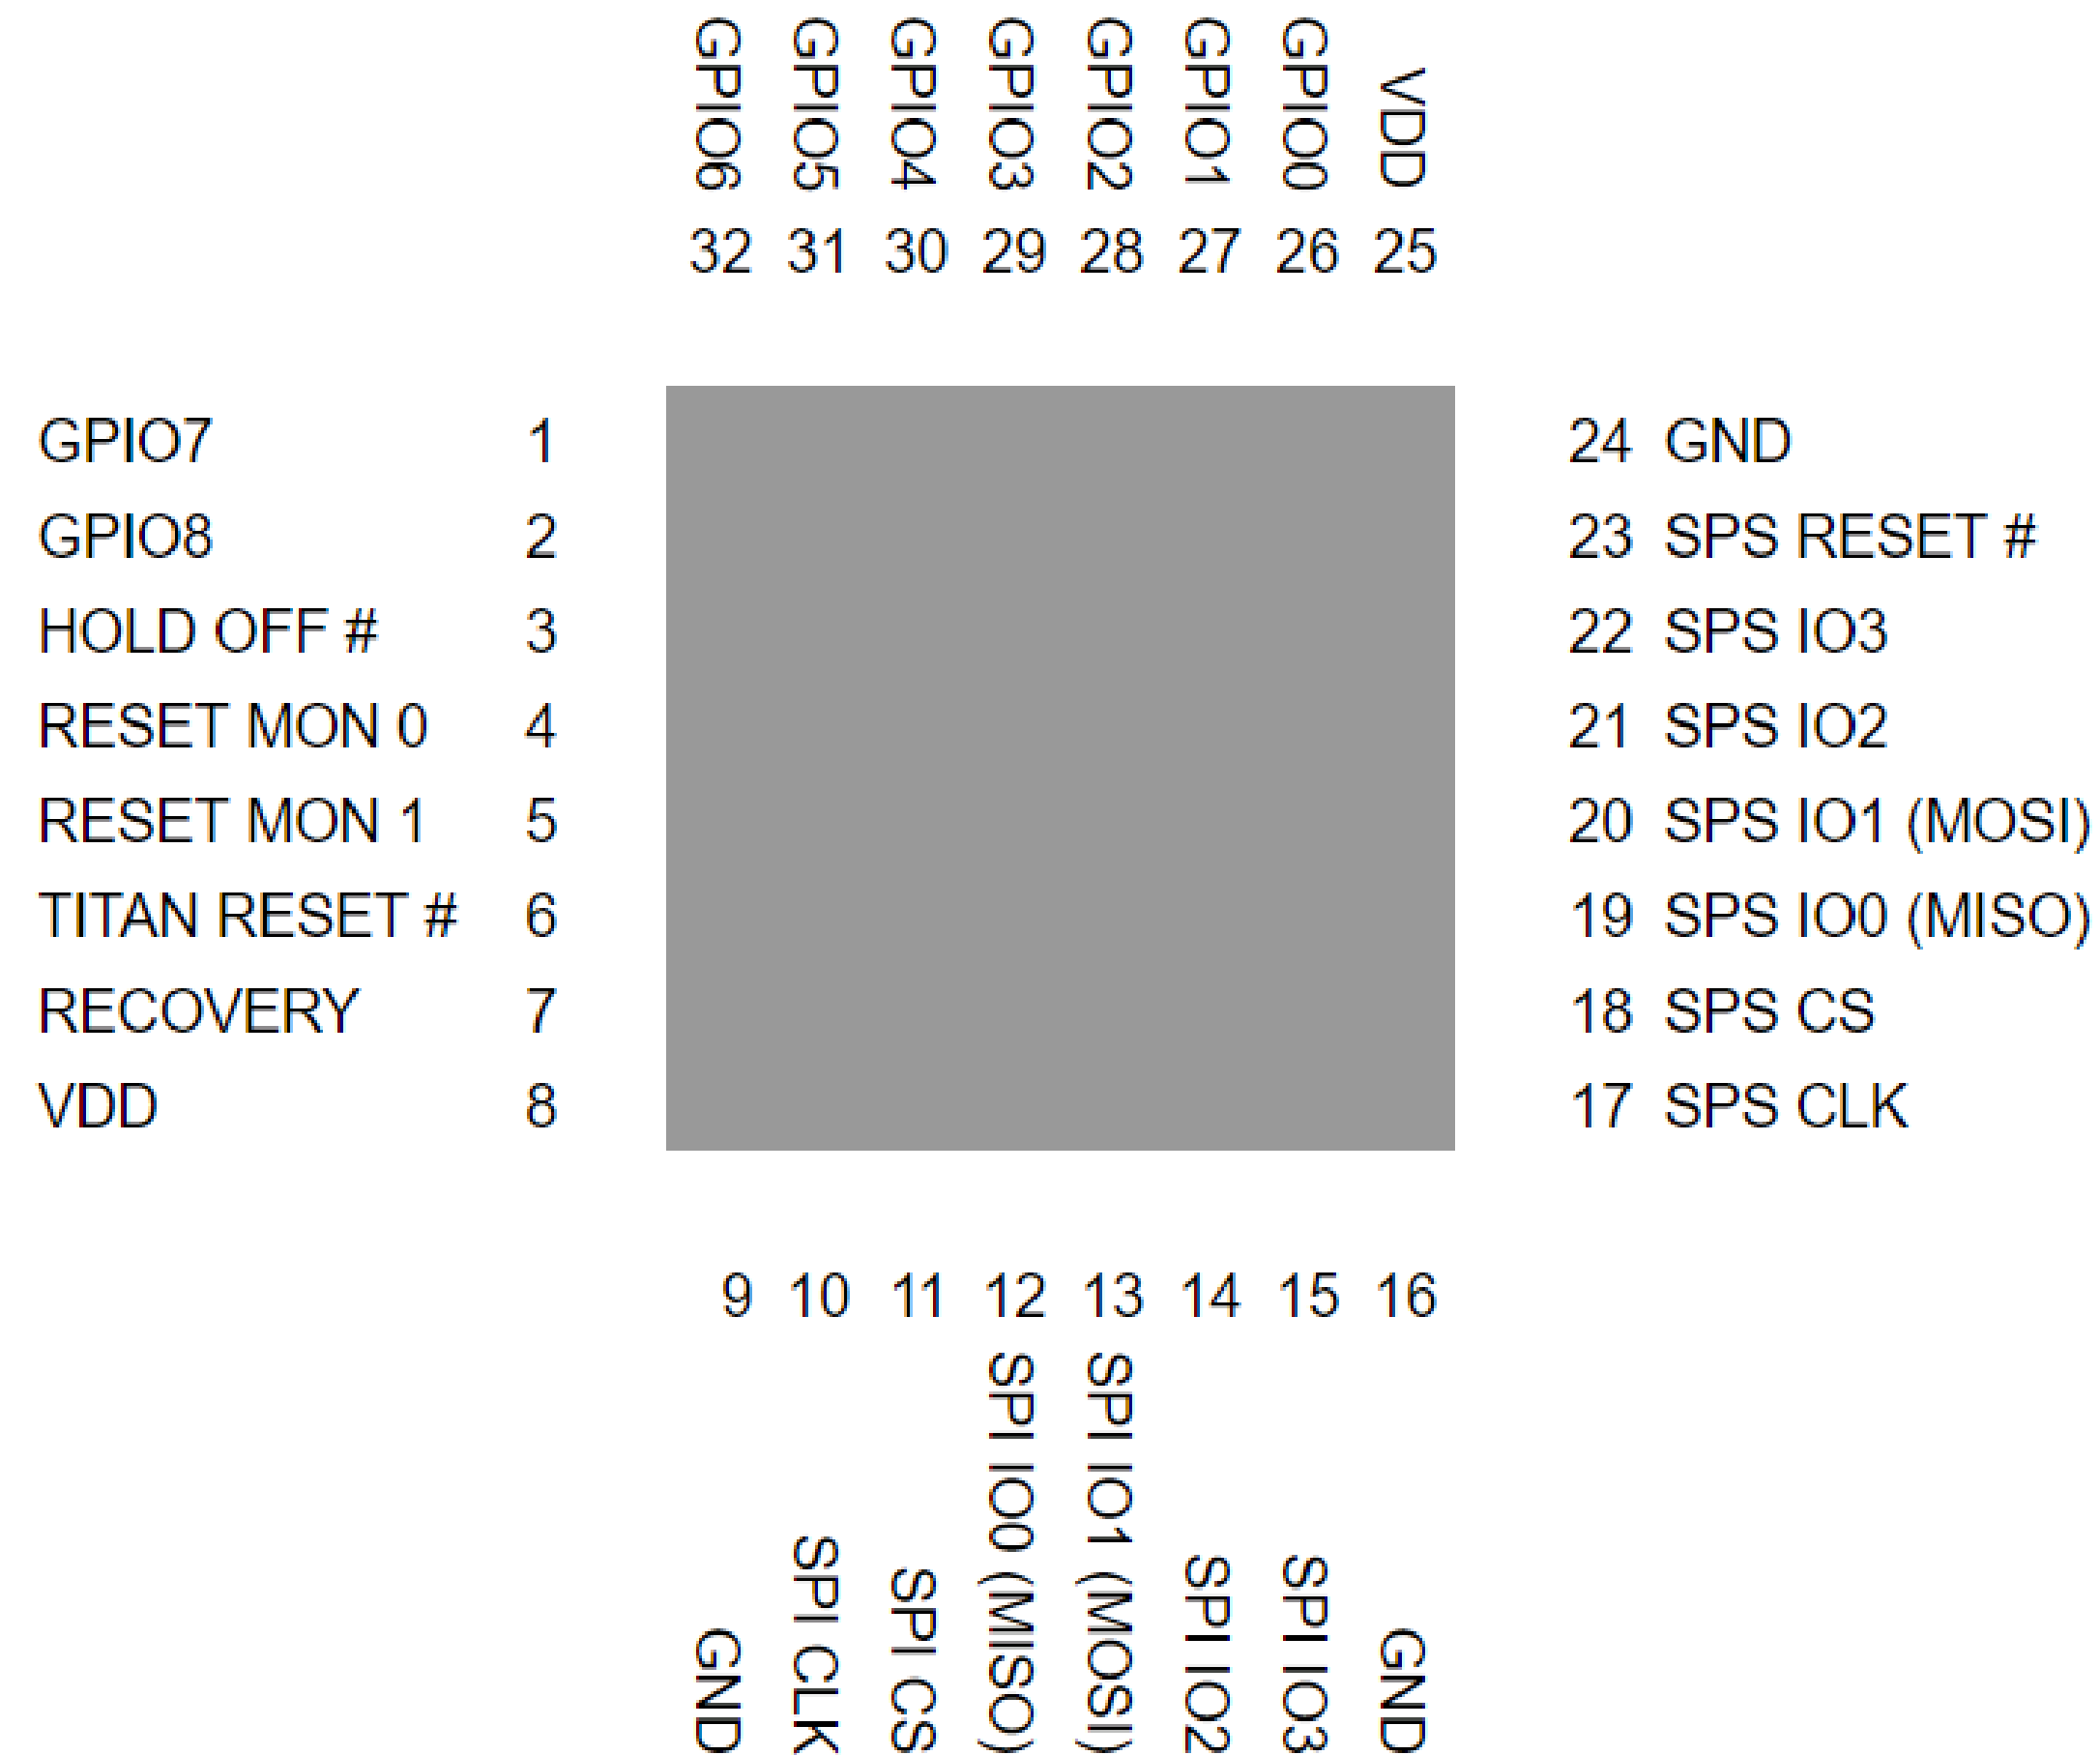 GPIO6 GPIO5 GPIO4 GPIO3 GPIO2 GPIO1 GPIO0 VDD
32 31 30 29 28 27 26 25
GPIO7 1 24 GND
GPIO8 2 23 SPS RESET #
HOLD OFF # 3 22 SPS IO3
RESET MON 0 4 21 SPS IO2
RESET MON 1 5 20 SPS IO1 (MOSI)
TITAN RESET # 6 19 SPS IO0 (MISO)
RECOVERY 7 18 SPS CS
VDD 8 17 SPS CLK
9 10 11 12 13 14 15 16
GND
SPI CLK
SPI CS
SPI IO0 (MISO)
SPI IO1 (MOSI)
SPI IO2
SPI IO3
GND